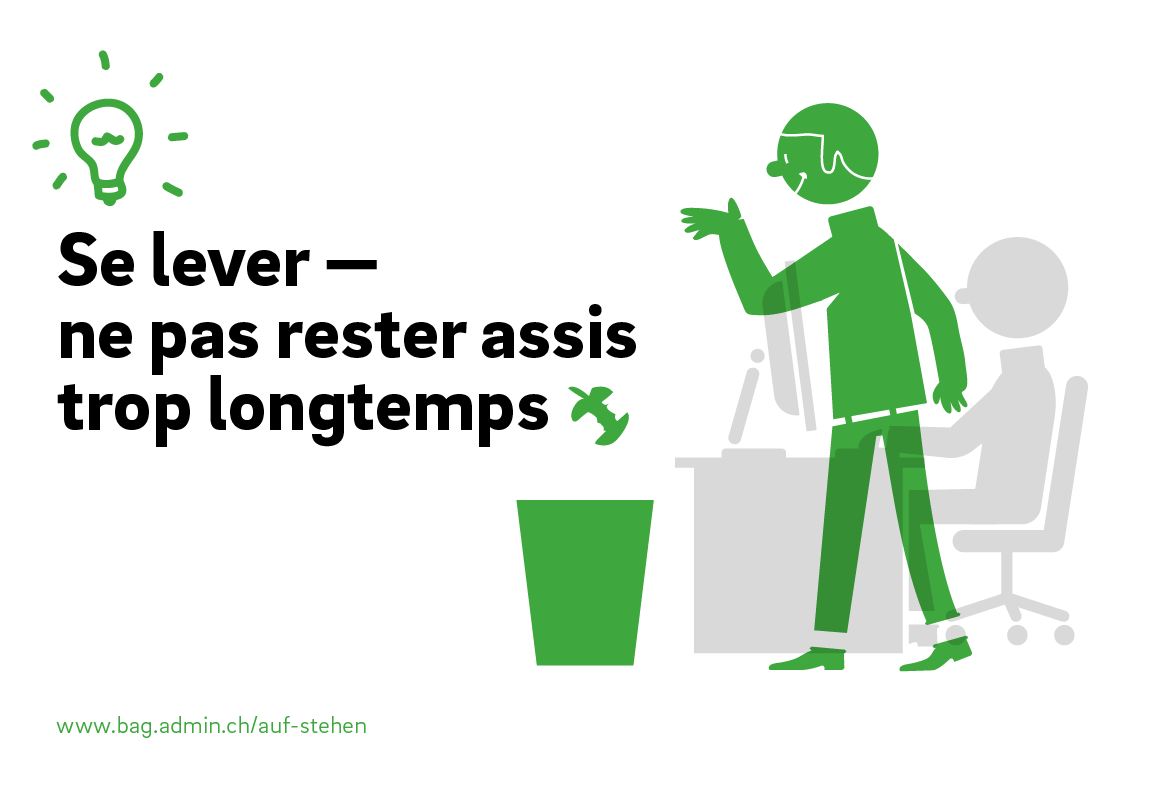 Se lever —
ne pas rester assis
trop longtemps
www.bag.admin.ch/auf-stehen